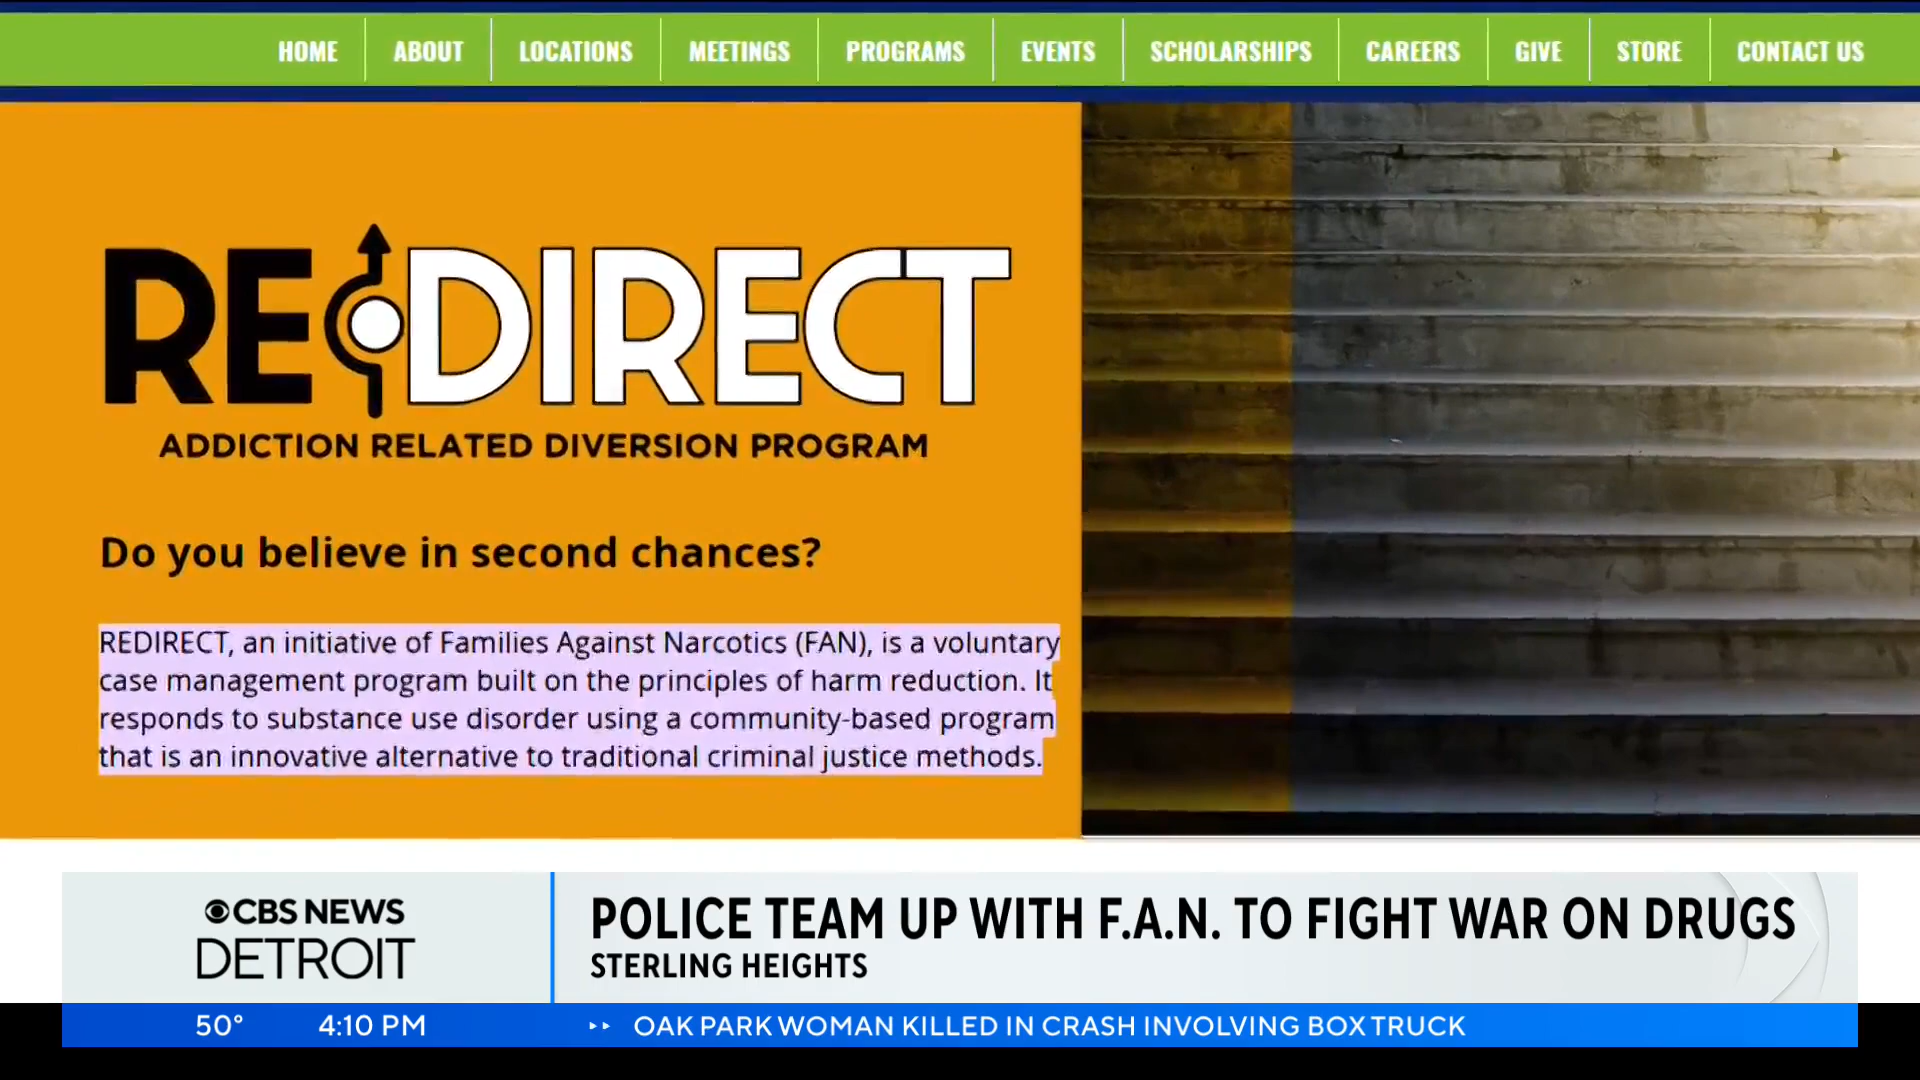 HOME ABOUT LOCATIONS MEETINGS PROGRAMS EVENTS SCHOLARSHIPS CAREERS GIVE STORE CONTACT US
REDIRECT
ADDICTION RELATED DIVERSION PROGRAM
Do you believe in second chances?
REDIRECT, an initiative of Families Against Narcotics (FAN), is a voluntary
case management program built on the principles of harm reduction. It
responds to substance use disorder using a community-based program
that is an innovative alternative to traditional criminal justice methods.
CBS NEWS
DETROIT
POLICE TEAM UP WITH F.A.N. TO FIGHT WAR ON DRUGS
STERLING HEIGHTS
50° 4:10 PM OAK PARK WOMAN KILLED IN CRASH INVOLVING BOX TRUCK